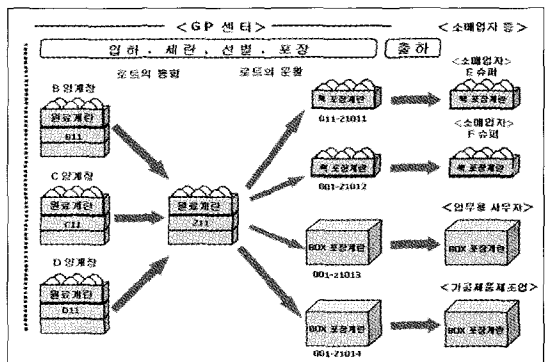 <GP 센터>
<소매업자 등>
입하, 세란, 선별, 포장
출하
로트의 통합
로트의 분할
<소매업자>
E 슈퍼
B 양계장
원료계란
B11
팩 포장계란
팩 포장계란
<소매업자>
F 슈퍼
C 양계장
원료계란
C11
원료계란
Z11
팩 포장계란
001-Z1012
팩 포장계란
<업무용 사용자>
BOX 포장계란
001-Z1013
BOX 포장계란
D 양계장
원료계란
D11
<가공제품제조업>
BOX 포장계란
001-Z1014
BOX 포장계란